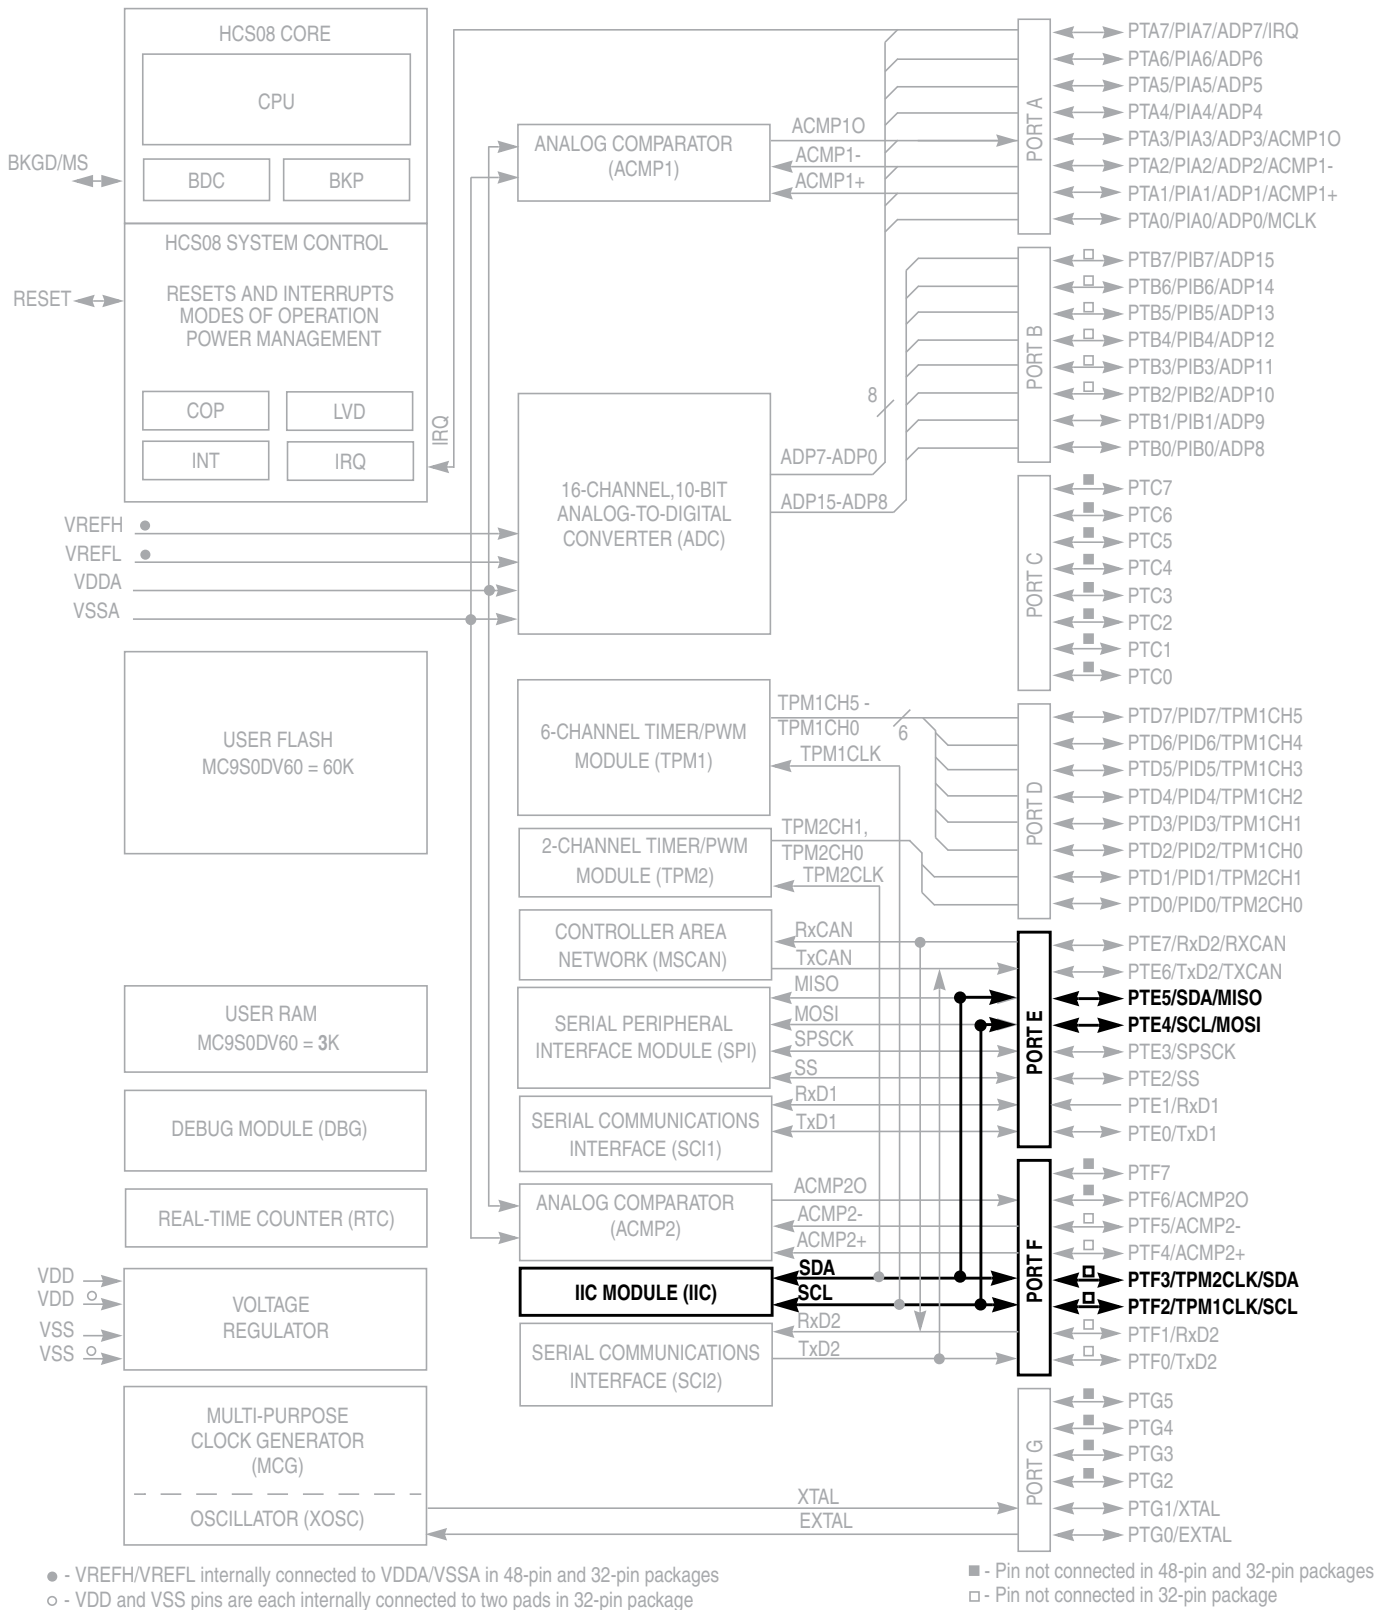 HCS08 CORE
CPU
BKGD/MS
BDC
BKP
HCS08 SYSTEM CONTROL
RESET
RESETS AND INTERRUPTS
MODES OF OPERATION
POWER MANAGEMENT
COP
LVD
INT
IRQ
IRQ
VREFH
VREFL
VDDA
VSSA
USER FLASH
MC9S0DV60 = 60K
USER RAM
MC9S0DV60 = 3K
DEBUG MODULE (DBG)
REAL-TIME COUNTER (RTC)
VDD
VDD
VSS
VSS
VOLTAGE
REGULATOR
MULTI-PURPOSE
CLOCK GENERATOR
(MCG)
OSCILLATOR (XOSC)
ANALOG COMPARATOR
(ACMP1)
ACMP1O
ACMP1-
ACMP1+
16-CHANNEL,10-BIT
ANALOG-TO-DIGITAL
CONVERTER (ADC)
8
ADP7-ADP0
ADP15-ADP8
6-CHANNEL TIMER/PWM
MODULE (TPM1)
TPM1CH5 -
TPM1CH0
6
TPM1CLK
2-CHANNEL TIMER/PWM
MODULE (TPM2)
TPM2CH1,
TPM2CH0
TPM2CLK
CONTROLLER AREA
NETWORK (MSCAN)
RxCAN
TxCAN
SERIAL PERIPHERAL
INTERFACE MODULE (SPI)
MISO
MOSI
SPSCK
SS
SERIAL COMMUNICATIONS
INTERFACE (SCI1)
RxD1
TxD1
ANALOG COMPARATOR
(ACMP2)
ACMP2O
ACMP2-
ACMP2+
IIC MODULE (IIC)
SDA
SCL
SERIAL COMMUNICATIONS
INTERFACE (SCI2)
RxD2
TxD2
XTAL
EXTAL
PORT A
PTA7/PIA7/ADP7/IRQ
PTA6/PIA6/ADP6
PTA5/PIA5/ADP5
PTA4/PIA4/ADP4
PTA3/PIA3/ADP3/ACMP1O
PTA2/PIA2/ADP2/ACMP1-
PTA1/PIA1/ADP1/ACMP1+
PTA0/PIA0/ADP0/MCLK
PORT B
PTB7/PIB7/ADP15
PTB6/PIB6/ADP14
PTB5/PIB5/ADP13
PTB4/PIB4/ADP12
PTB3/PIB3/ADP11
PTB2/PIB2/ADP10
PTB1/PIB1/ADP9
PTB0/PIB0/ADP8
PORT C
PTC7
PTC6
PTC5
PTC4
PTC3
PTC2
PTC1
PTC0
PORT D
PTD7/PID7/TPM1CH5
PTD6/PID6/TPM1CH4
PTD5/PID5/TPM1CH3
PTD4/PID4/TPM1CH2
PTD3/PID3/TPM1CH1
PTD2/PID2/TPM1CH0
PTD1/PID1/TPM2CH1
PTD0/PID0/TPM2CH0
PORT E
PTE7/RxD2/RXCAN
PTE6/TxD2/TXCAN
PTE5/SDA/MISO
PTE4/SCL/MOSI
PTE3/SPSCK
PTE2/SS
PTE1/RxD1
PTE0/TxD1
PORT F
PTF7
PTF6/ACMP2O
PTF5/ACMP2-
PTF4/ACMP2+
PTF3/TPM2CLK/SDA
PTF2/TPM1CLK/SCL
PTF1/RxD2
PTF0/TxD2
PORT G
PTG5
PTG4
PTG3
PTG2
PTG1/XTAL
PTG0/EXTAL
● - VREFH/VREFL internally connected to VDDA/VSSA in 48-pin and 32-pin packages
○ - VDD and VSS pins are each internally connected to two pads in 32-pin package
■ - Pin not connected in 48-pin and 32-pin packages
□ - Pin not connected in 32-pin package